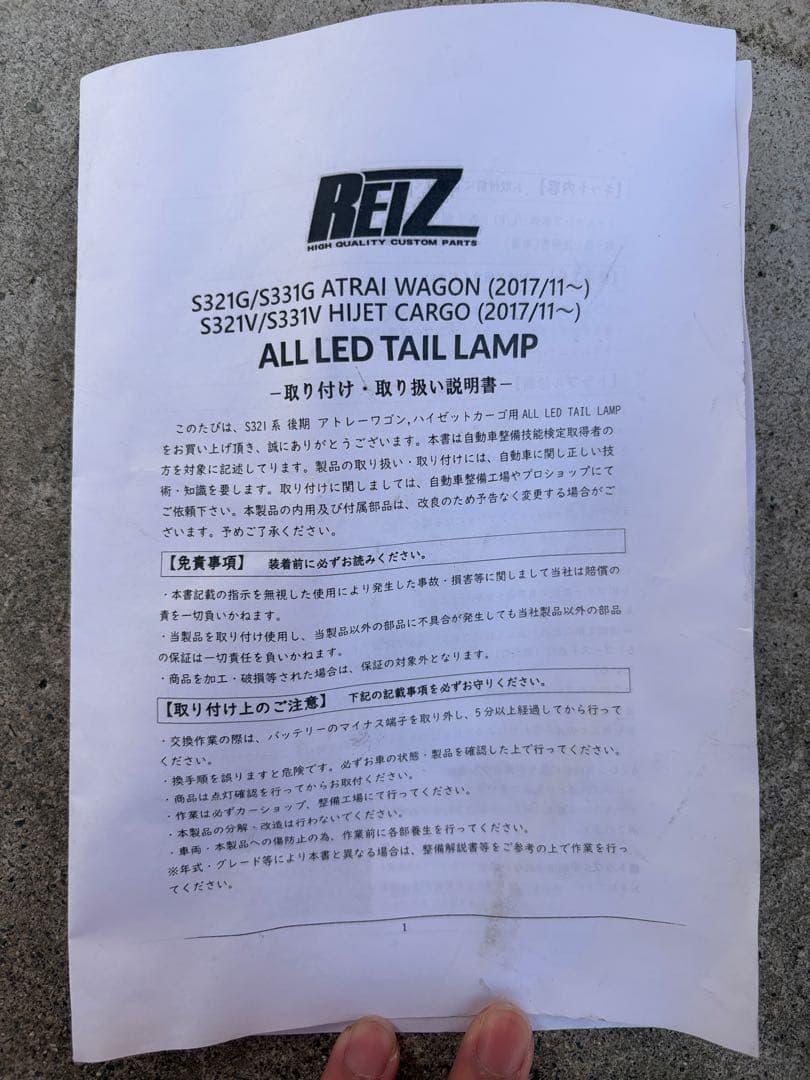 REIZ
HIGH QUALITY CUSTOM PARTS
S321G/S331G ATRAI WAGON (2017/11~)
S321V/S331V HIJET CARGO (2017/11~)
ALL LED TAIL LAMP
−取り付け・取り扱い説明書−
このたびは、S321系 後期 アトレーワゴン,ハイゼットカーゴ用 ALL LED TAIL LAMP
をお買い上げ頂き、誠にありがとうございます。本書は自動車整備技能検定取得者の
方を対象に記述してります。製品の取り扱い・取り付けには、自動車に関し正しい技
術・知識を要します。取り付けに関しましては、自動車整備工場やプロショップにて
ご依頼下さい。本製品の内用及び付属部品は、改良のため予告なく変更する場合がご
ざいます。予めご了承ください。
【免責事項】 装着前に必ずお読みください。
・本書記載の指示を無視した使用により発生した事故・損害等に関しまして当社は賠償の
責を一切負いかねます。
・当製品を取り付け使用し、当製品以外の部品に不具合が発生しても当社製品以外の部品
の保証は一切責任を負いかねます。
・商品を加工・破損等された場合は、保証の対象外となります。
【取り付け上のご注意】 下記の記載事項を必ずお守りください。
・交換作業の際は、バッテリーのマイナス端子を取り外し、5分以上経過してから行って
ください。
・換手順を誤りますと危険です。必ずお車の状態・製品を確認した上で行ってください。
・商品は点灯確認を行ってからお取付ください。
・作業は必ずカーショップ、整備工場にて行ってください。
・本製品の分解・改造は行わないでください。
・車両・本製品への傷防止の為、作業前に各部養生を行ってください。
※年式・グレード等により本書と異なる場合は、整備解説書等をご参考の上で作業を行っ
てください。
1